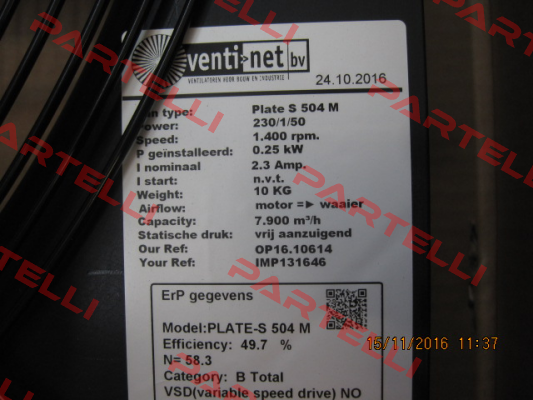 venti-net bv
VENTILATOREN VOOR BOUW EN INDUSTRIE
24.10.2016
an type: Plate S 504 M
Power: 230/1/50
Speed: 1.400 rpm.
P geïnstalleerd: 0.25 kW
I nominaal 2.3 Amp.
I start: n.v.t.
Weight: 10 KG
Airflow: motor => waaier
Capacity: 7.900 m³/h
Statische druk: vrij aanzuigend
Our Ref: OP16.10614
Your Ref: IMP131646
ErP gegevens
Model:PLATE-S 504 M
Efficiency: 49.7 %
N= 58.3
Category: B Total
VSD(variable speed drive) NO
15/11/2016 11:37
PARTELLI